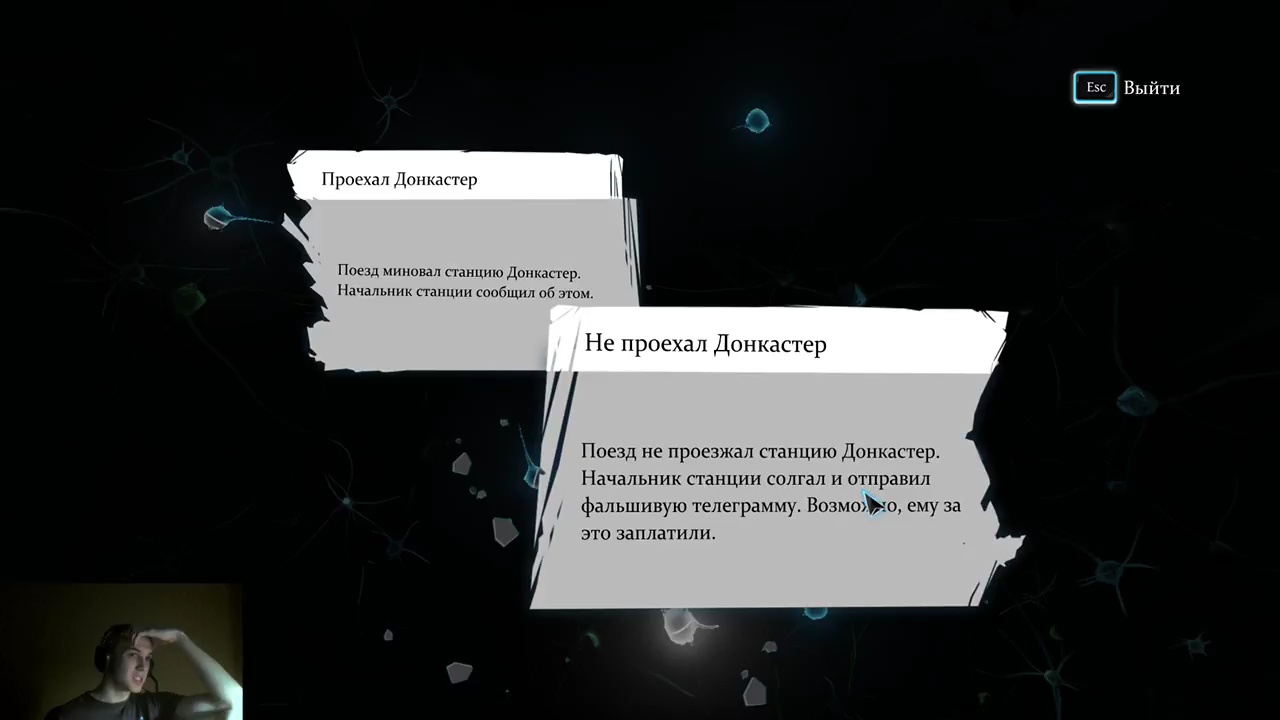 Esc Выйти
Проехал Донкастер
Поезд миновал станцию Донкастер.
Начальник станции сообщил об этом.
Не проехал Донкастер
Поезд не проезжал станцию Донкастер.
Начальник станции солгал и отправил
фальшивую телеграмму. Возможно, ему за
это заплатили.